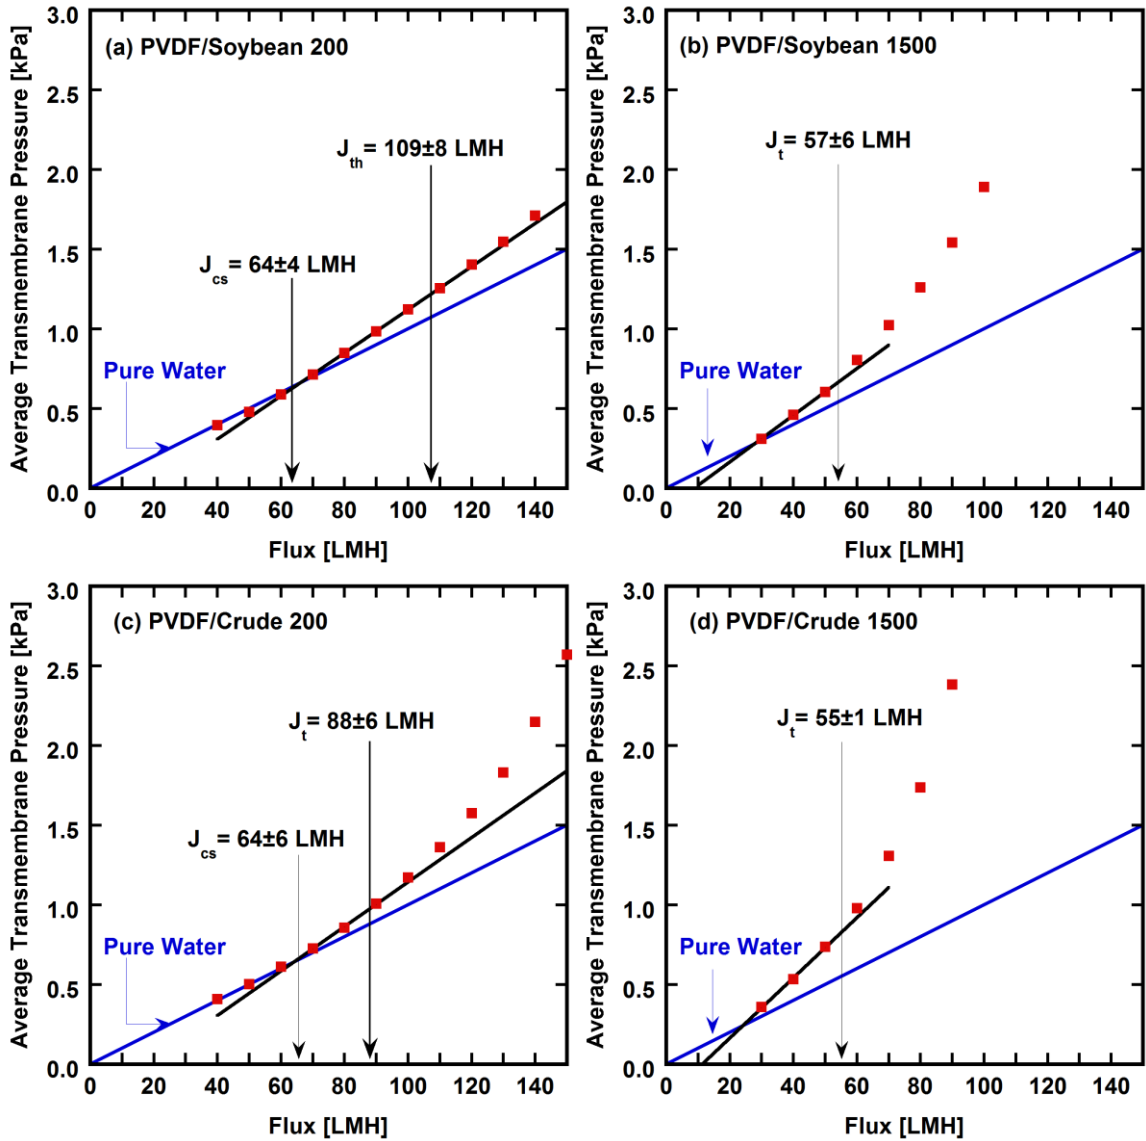 (a) PVDF/Soybean 200
J_th = 109±8 LMH
J_cs = 64±4 LMH
Pure Water
Average Transmembrane Pressure [kPa]
3.0
2.5
2.0
1.5
1.0
0.5
0.0
0 20 40 60 80 100 120 140
Flux [LMH]
(b) PVDF/Soybean 1500
J_t = 57±6 LMH
Pure Water
Average Transmembrane Pressure [kPa]
3.0
2.5
2.0
1.5
1.0
0.5
0.0
0 20 40 60 80 100 120 140
Flux [LMH]
(c) PVDF/Crude 200
J_t = 88±6 LMH
J_cs = 64±6 LMH
Pure Water
Average Transmembrane Pressure [kPa]
3.0
2.5
2.0
1.5
1.0
0.5
0.0
0 20 40 60 80 100 120 140
Flux [LMH]
(d) PVDF/Crude 1500
J_t = 55±1 LMH
Pure Water
Average Transmembrane Pressure [kPa]
3.0
2.5
2.0
1.5
1.0
0.5
0.0
0 20 40 60 80 100 120 140
Flux [LMH]